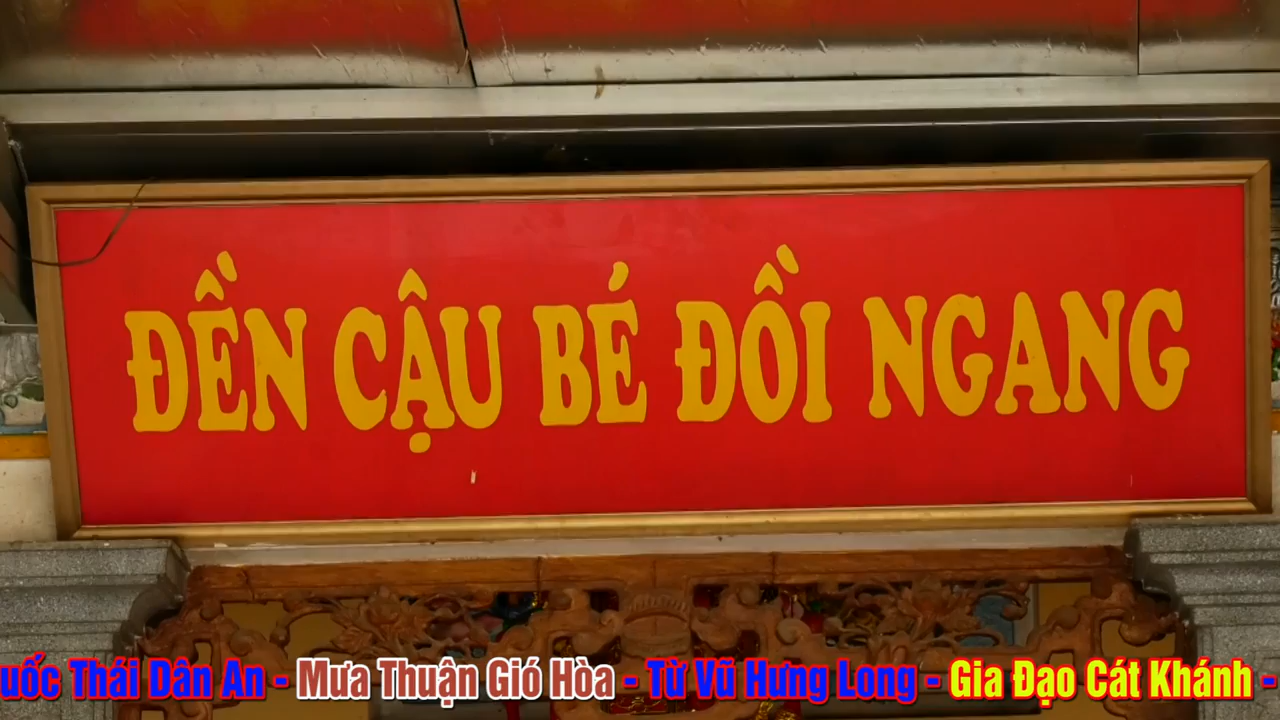 ĐỀN CẬU BÉ ĐỒI NGANG
uốc Thái Dân An - Mưa Thuận Gió Hòa - Từ Vũ Hưng Long - Gia Đạo Cát Khánh -